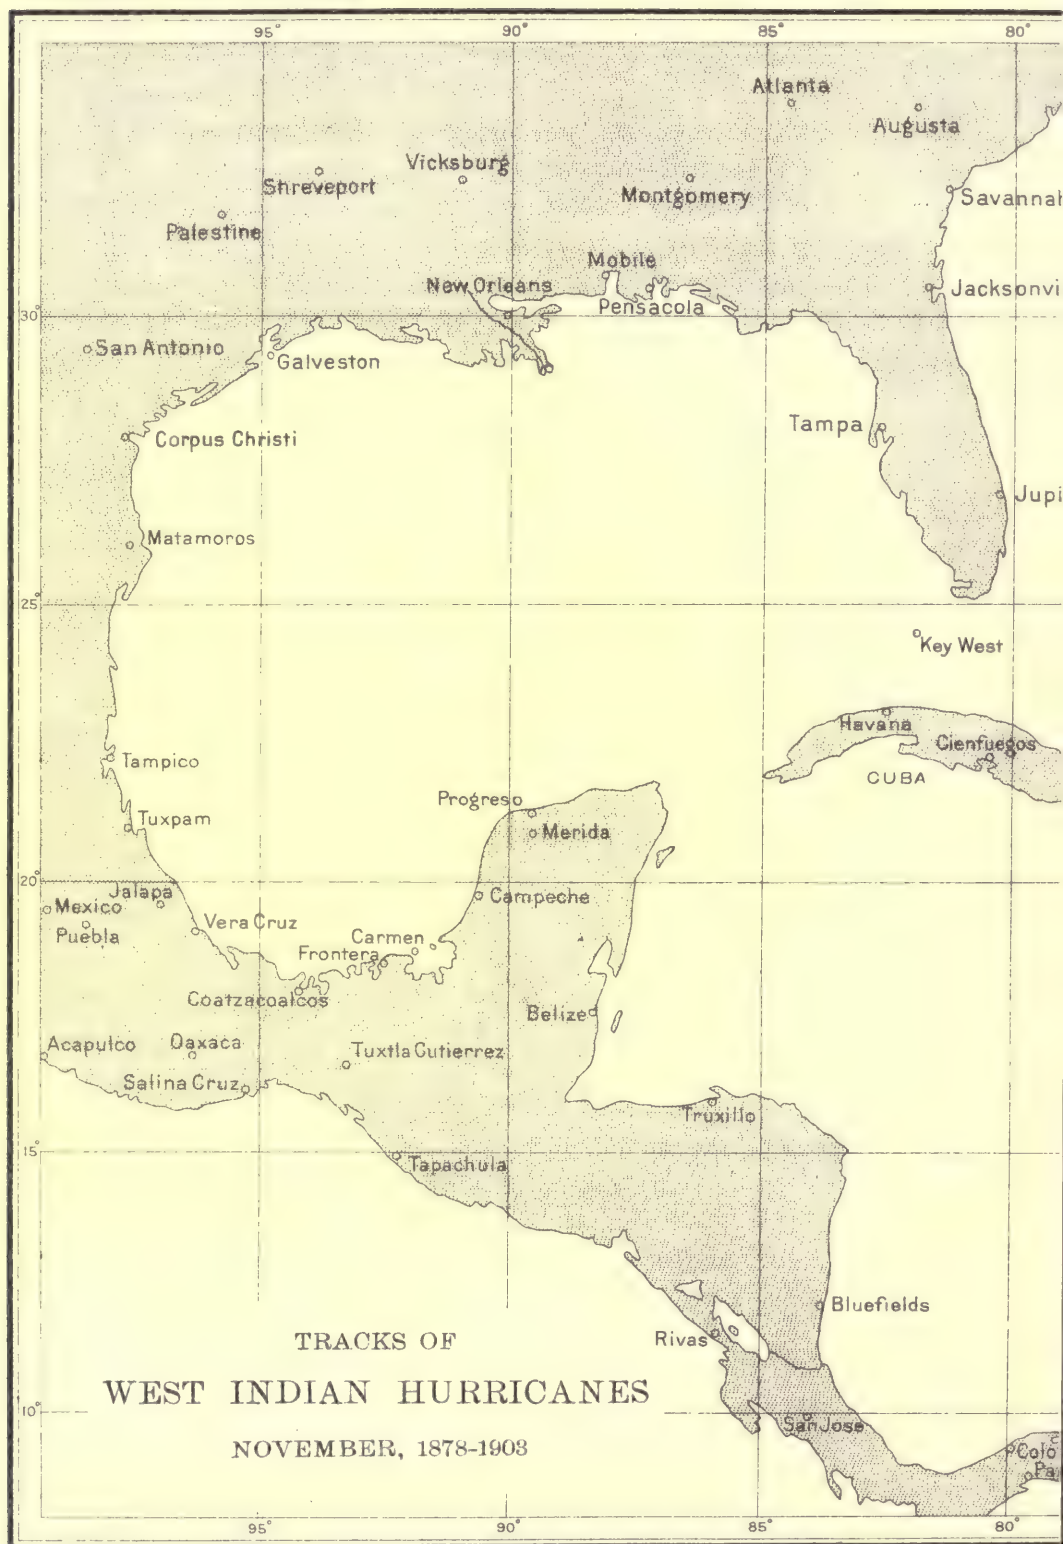 95° 90° 85° 80°
Atlanta
Augusta
Vicksburg
Shreveport
Montgomery
Savannah
Palestine
Mobile
New Orleans
Jacksonvi
Pensacola
30°
San Antonio
Galveston
Tampa
Corpus Christi
Jupi
Matamoros
25°
Key West
Havana
Cienfuegos
Tampico
CUBA
Progreso
Tuxpam
Merida
20°
Jalapa
Campeche
Mexico
Vera Cruz
Puebla
Carmen
Frontera
Coatzacoalcos
Belize
Acapulco
Oaxaca
Tuxtla Cutierrez
Salina Cruz
Truxillo
15°
Tapachula
Bluefields
Rivas
TRACKS OF
WEST INDIAN HURRICANES
10°
San Jose
NOVEMBER, 1878-1903
Colo
Pa
95° 90° 85° 80°